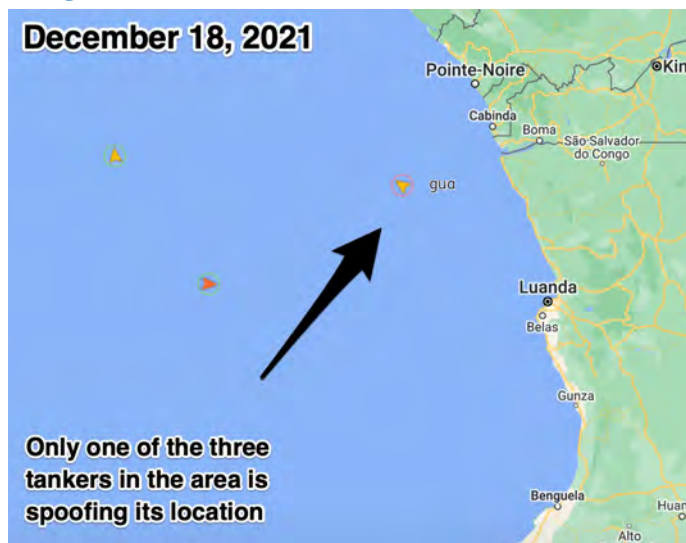 December 18, 2021
Pointe-Noire
Kin
Cabinda
Boma
São Salvador
do Congo
gua
Luanda
Belas
Gunza
Only one of the three
tankers in the area is
spoofing its location
Benguela
Huam
Alto